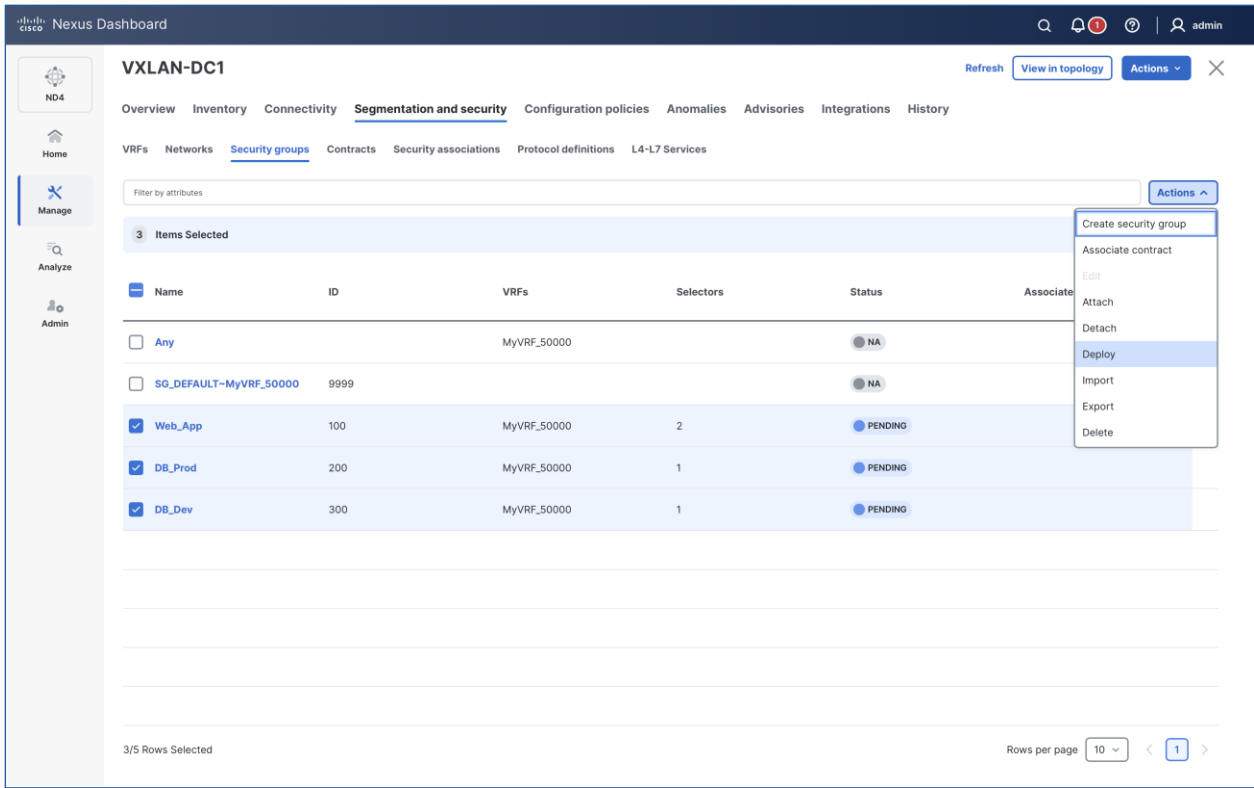 cisco Nexus Dashboard
1
admin
ND4
Home
Manage
Analyze
Admin
VXLAN-DC1
Refresh View in topology Actions
Overview Inventory Connectivity Segmentation and security Configuration policies Anomalies Advisories Integrations History
VRFs Networks Security groups Contracts Security associations Protocol definitions L4-L7 Services
Filter by attributes Actions
3 Items Selected
Name ID VRFs Selectors Status Associate
Any MyVRF_50000 NA
SG_DEFAULT~MyVRF_50000 9999 NA
Web_App 100 MyVRF_50000 2 PENDING
DB_Prod 200 MyVRF_50000 1 PENDING
DB_Dev 300 MyVRF_50000 1 PENDING
Create security group
Associate contract
Edit
Attach
Detach
Deploy
Import
Export
Delete
3/5 Rows Selected Rows per page 10 1